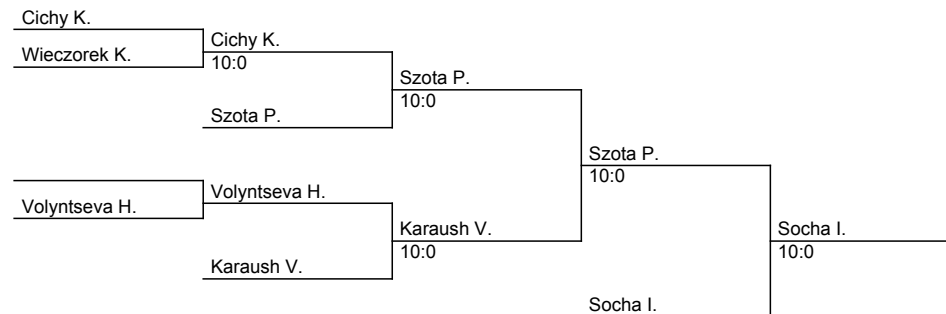 Cichy K.
Cichy K.
Wieczorek K.
10:0
Szota P.
10:0
Szota P.
Szota P.
10:0
Volyntseva H.
Volyntseva H.
Karaush V.
Socha I.
10:0
10:0
Karaush V.
Socha I.